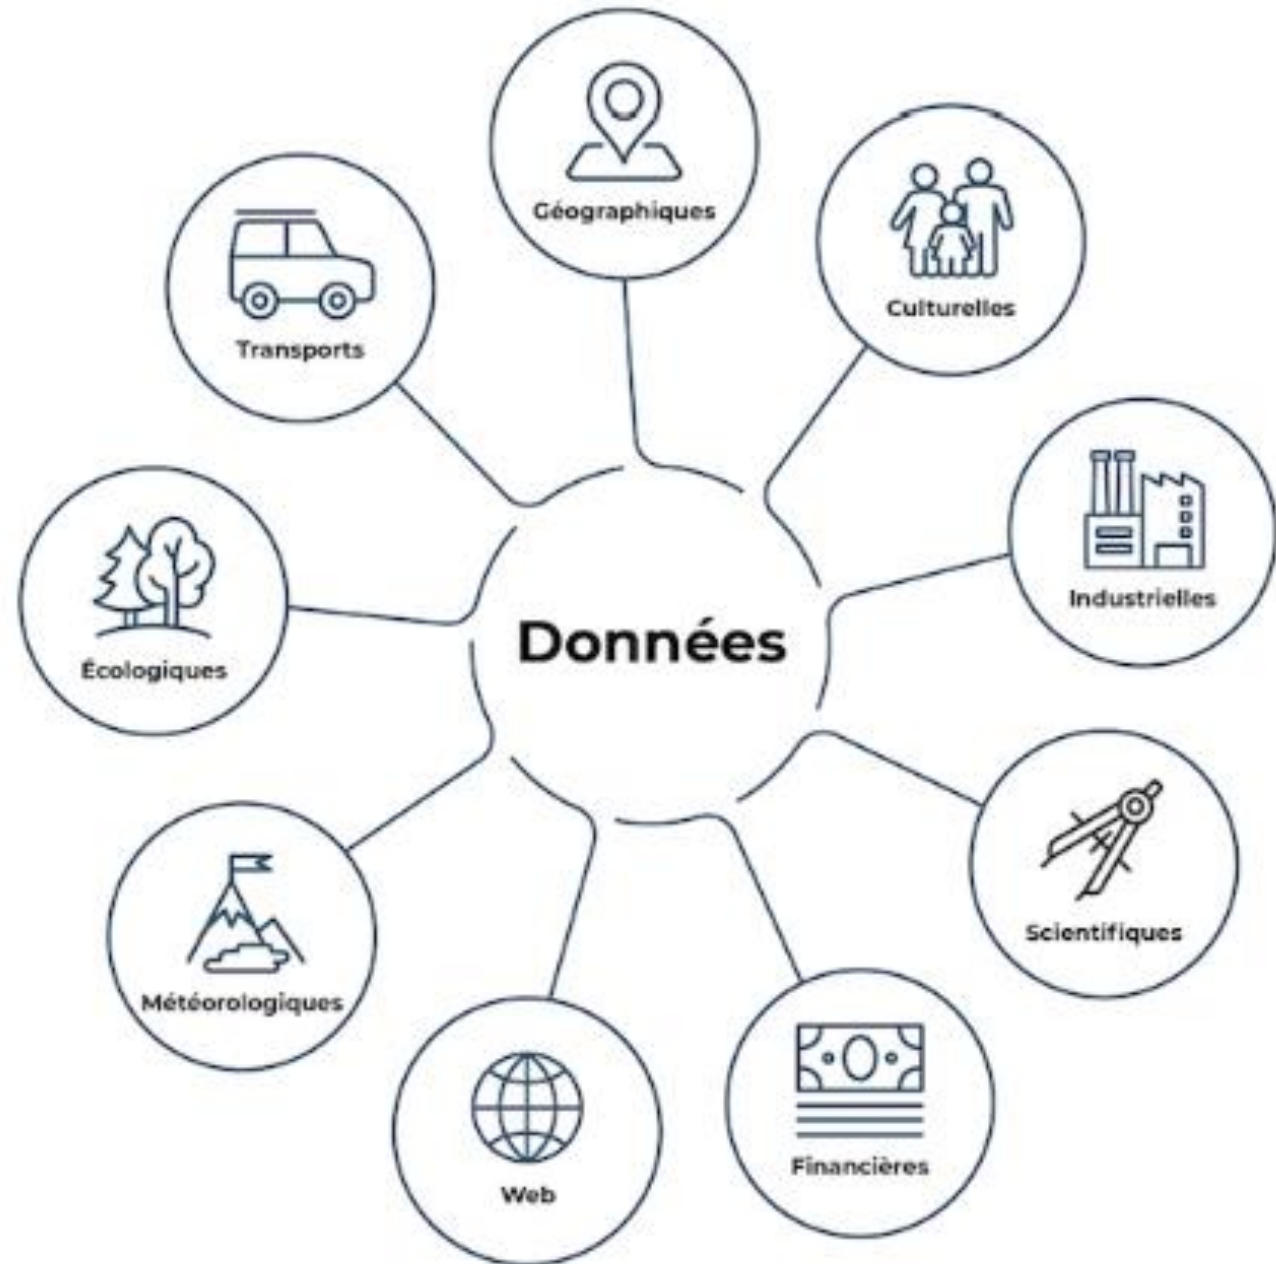 Géographiques
Culturelles
Transports
Industrielles
Données
Écologiques
Scientifiques
Météorologiques
Financières
Web